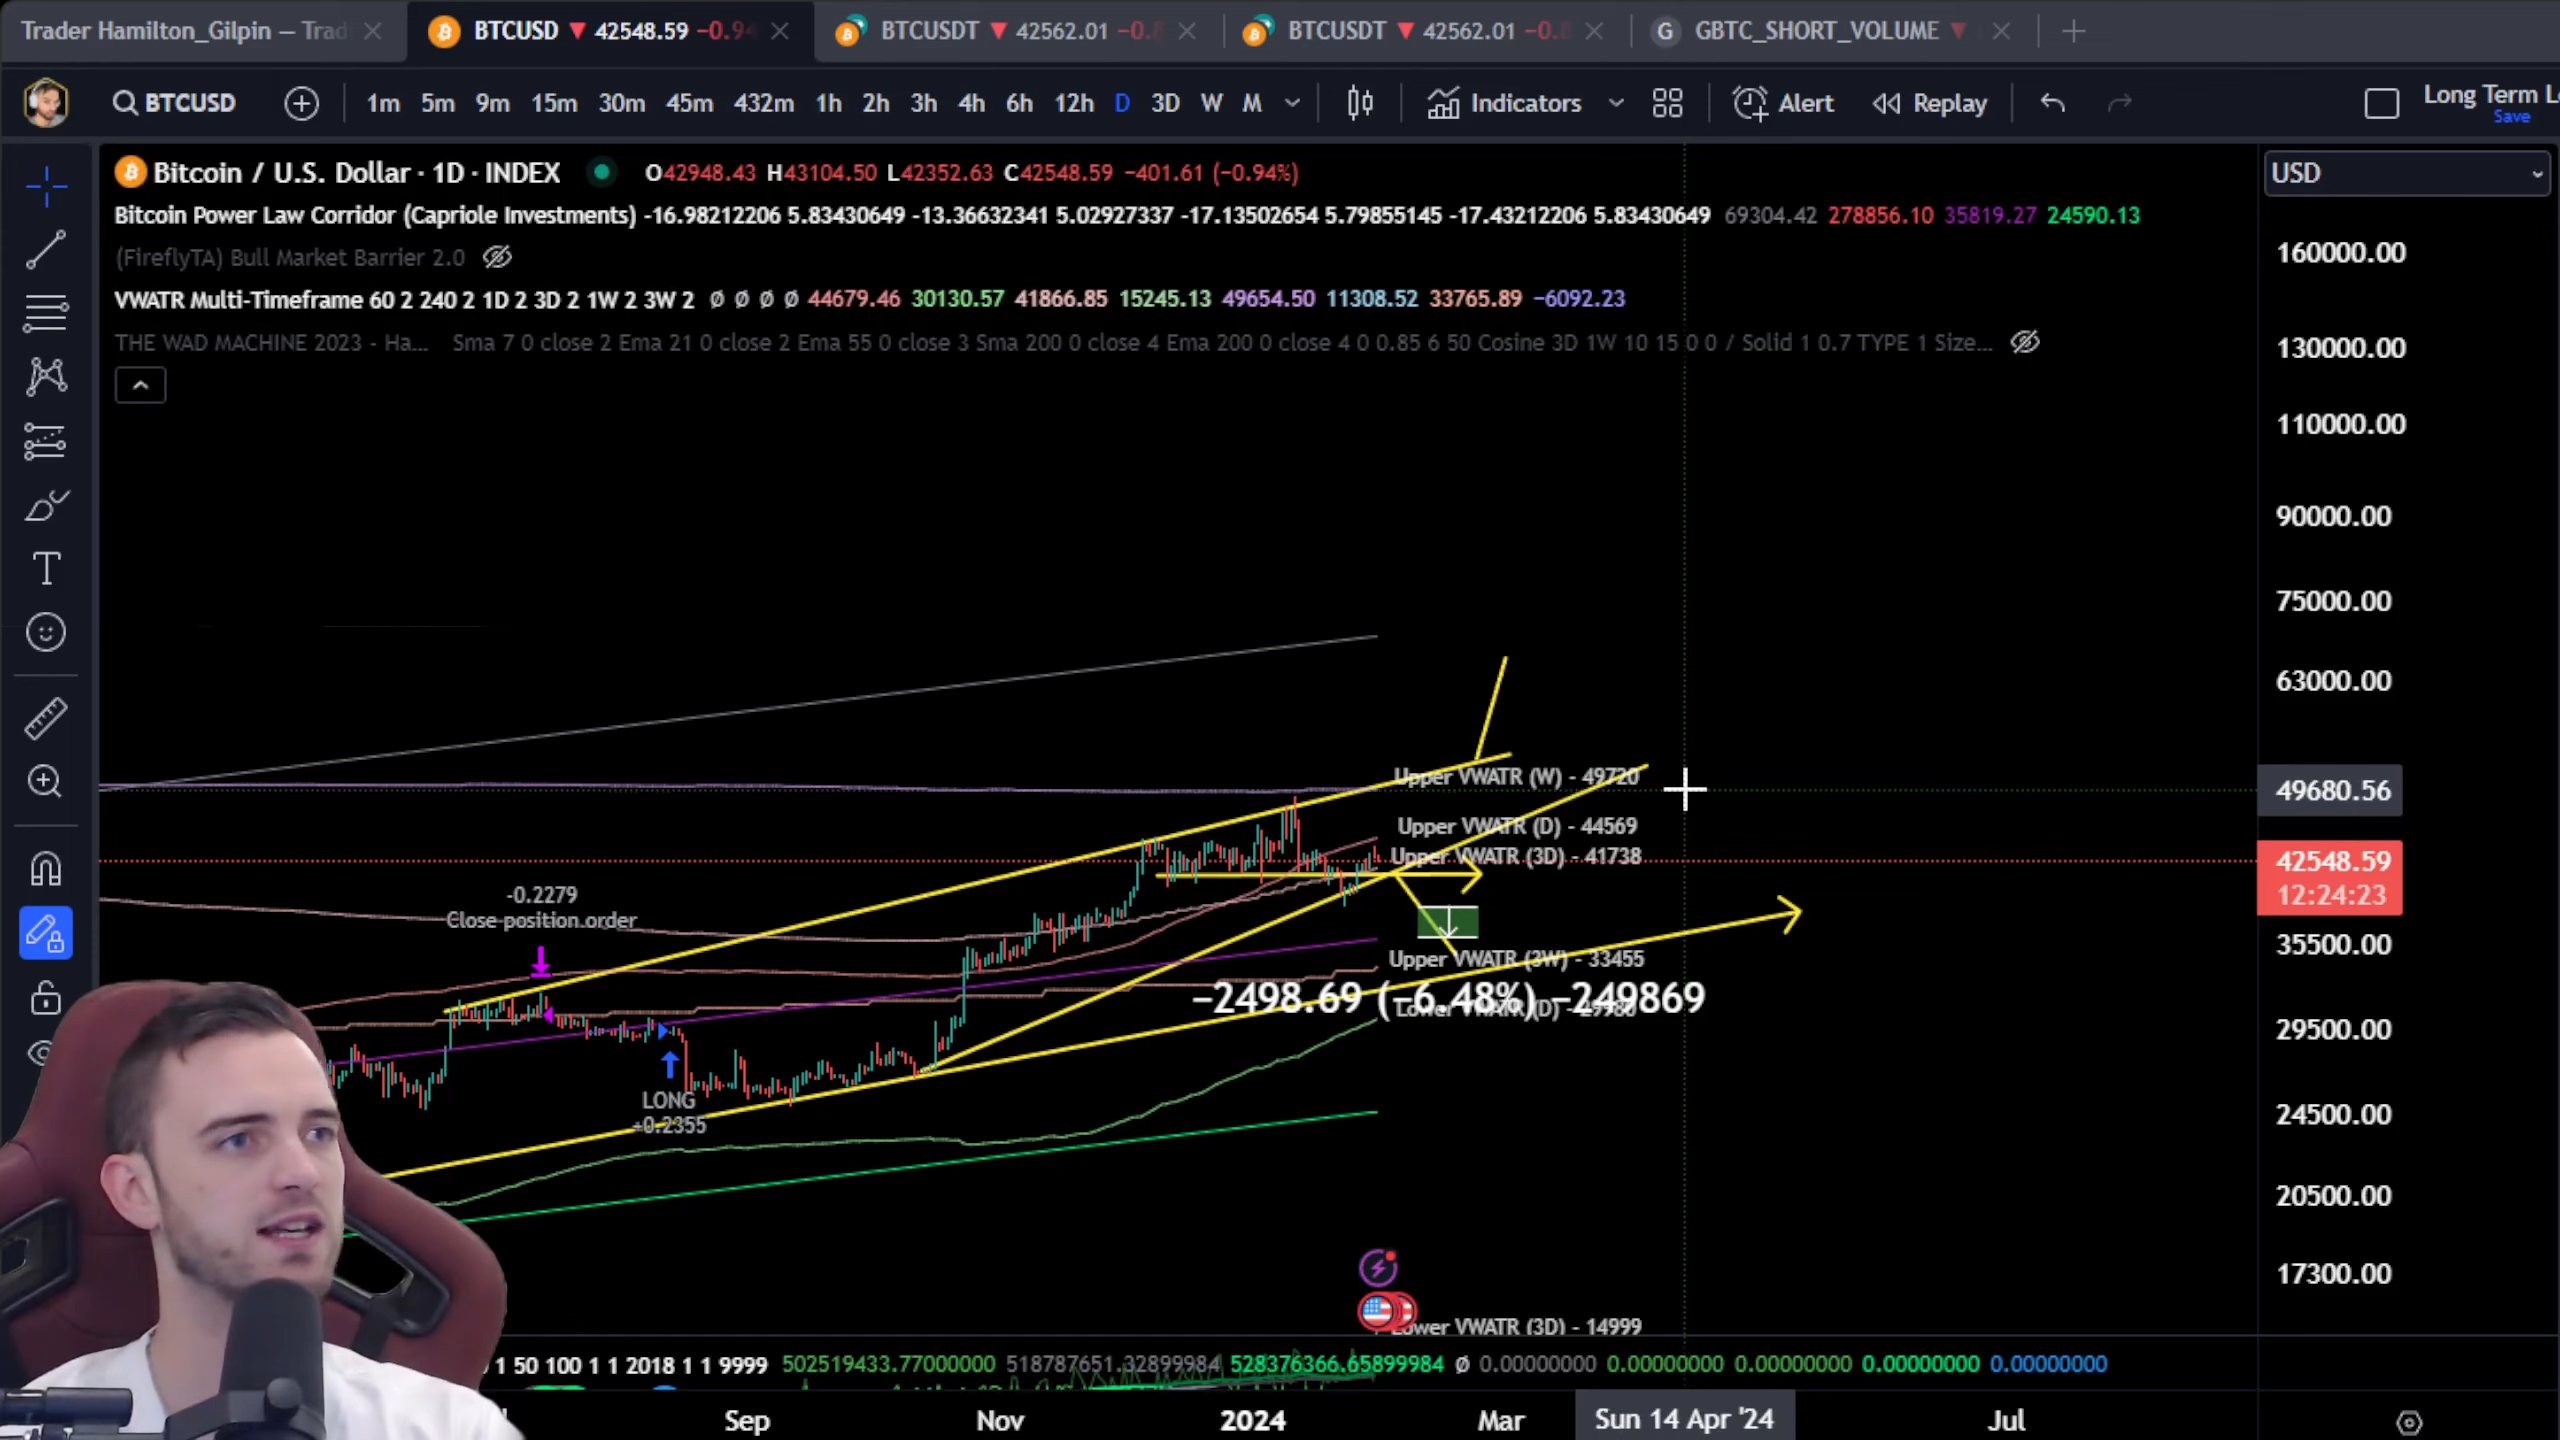 Trader Hamilton_Gilpin — Trad
BTCUSD ▼ 42548.59 −0.94
BTCUSDT ▼ 42562.01 −0.8
BTCUSDT ▼ 42562.01 −0.8
G GBTC_SHORT_VOLUME ▼
BTCUSD
1m 5m 9m 15m 30m 45m 432m 1h 2h 3h 4h 6h 12h D 3D W M
Indicators
Alert
Replay
Long Term L
Save
Bitcoin / U.S. Dollar · 1D · INDEX
O42948.43 H43104.50 L42352.63 C42548.59 −401.61 (−0.94%)
USD
Bitcoin Power Law Corridor (Capriole Investments) -16.98212206 5.83430649 -13.36632341 5.02927337 -17.13502654 5.79855145 -17.43212206 5.83430649 69304.42 278856.10 35819.27 24590.13
(FireflyTA) Bull Market Barrier 2.0
VWATR Multi-Timeframe 60 2 240 2 1D 2 3D 2 1W 2 3W 2 ∅ ∅ ∅ ∅ 44679.46 30130.57 41866.85 15245.13 49654.50 11308.52 33765.89 −6092.23
THE WAD MACHINE 2023 - Ha... Sma 7 0 close 2 Ema 21 0 close 2 Ema 55 0 close 3 Sma 200 0 close 4 Ema 200 0 close 4 0 0.85 6 50 Cosine 3D 1W 10 15 0 0 / Solid 1 0.7 TYPE 1 Size...
160000.00
130000.00
110000.00
90000.00
75000.00
63000.00
49680.56
42548.59
12:24:23
35500.00
29500.00
24500.00
20500.00
17300.00
Upper VWATR (W) - 49720
Upper VWATR (D) - 44569
Upper VWATR (3D) - 41738
-0.2279
Close position order
Upper VWATR (3W) - 33455
−2498.69 (−6.48%) −249869
Lower VWATR (D) - 29980
LONG
+0.2355
Lower VWATR (3D) - 14999
1 50 100 1 1 2018 1 1 9999 502519433.77000000 518787651.32899984 528376366.65899984 ∅ 0.00000000 0.00000000 0.00000000 0.00000000 0.00000000
Sep
Nov
2024
Mar
Sun 14 Apr '24
Jul